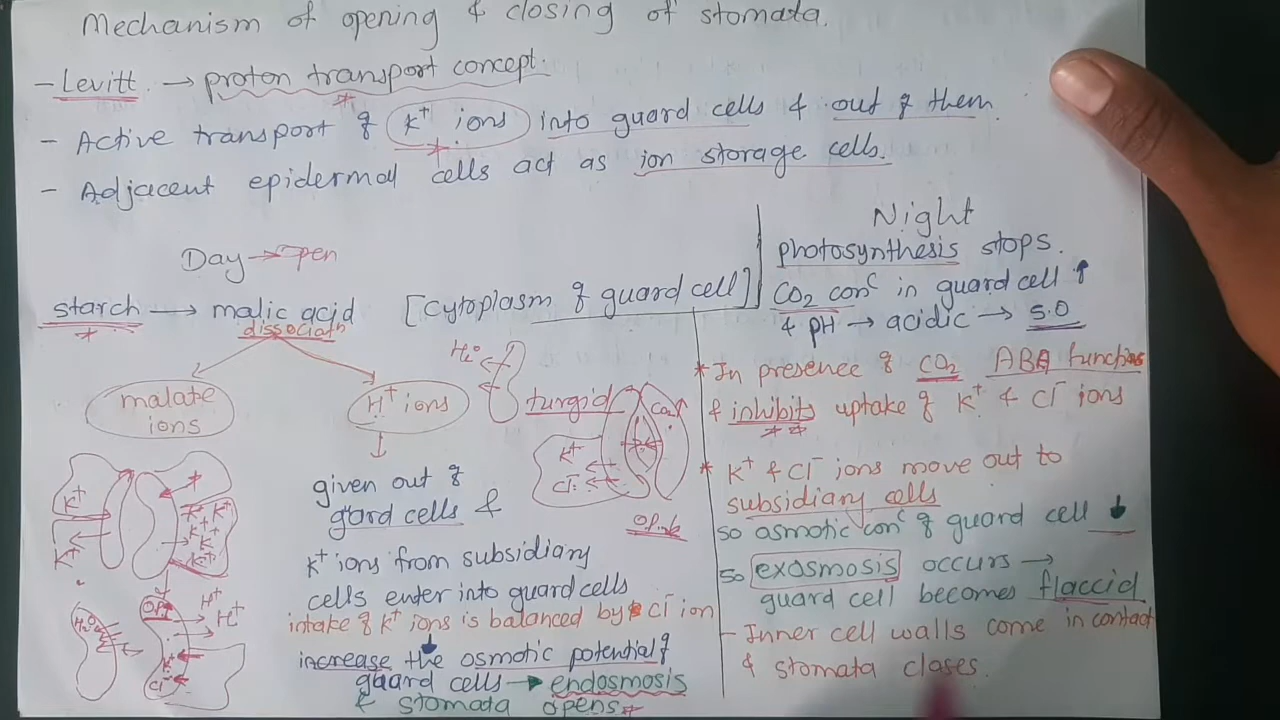 Mechanism of opening & closing of stomata.
- Levitt → proton transport concept.
- Active transport of K+ ions into guard cells & out of them.
- Adjacent epidermal cells act as ion storage cells.
Day → open
starch → malic acid [cytoplasm of guard cell]
dissociatn
malate ions
H+ ions
given out of
gard cells &
K+ ions from subsidiary
cells enter into guard cells
intake of K+ ions is balanced by Cl- ion
increase the osmotic potential of
guard cells → endosmosis
& stomata opens
H2O
turgid
K+
Cl-
K+
K+
K+
K+
K+
H+
H+
H2O
K+
Cl-
Night
photosynthesis stops.
CO2 conc in guard cell ↑
& pH → acidic → 5.0
* In presence of CO2 ABA functions
& inhibits uptake of K+ & Cl- ions
* K+ & Cl- ions move out to
subsidiary cells
so osmotic conc of guard cell ↓
so exosmosis occurs →
guard cell becomes flaccid
- Inner cell walls come in contact
& stomata clases.